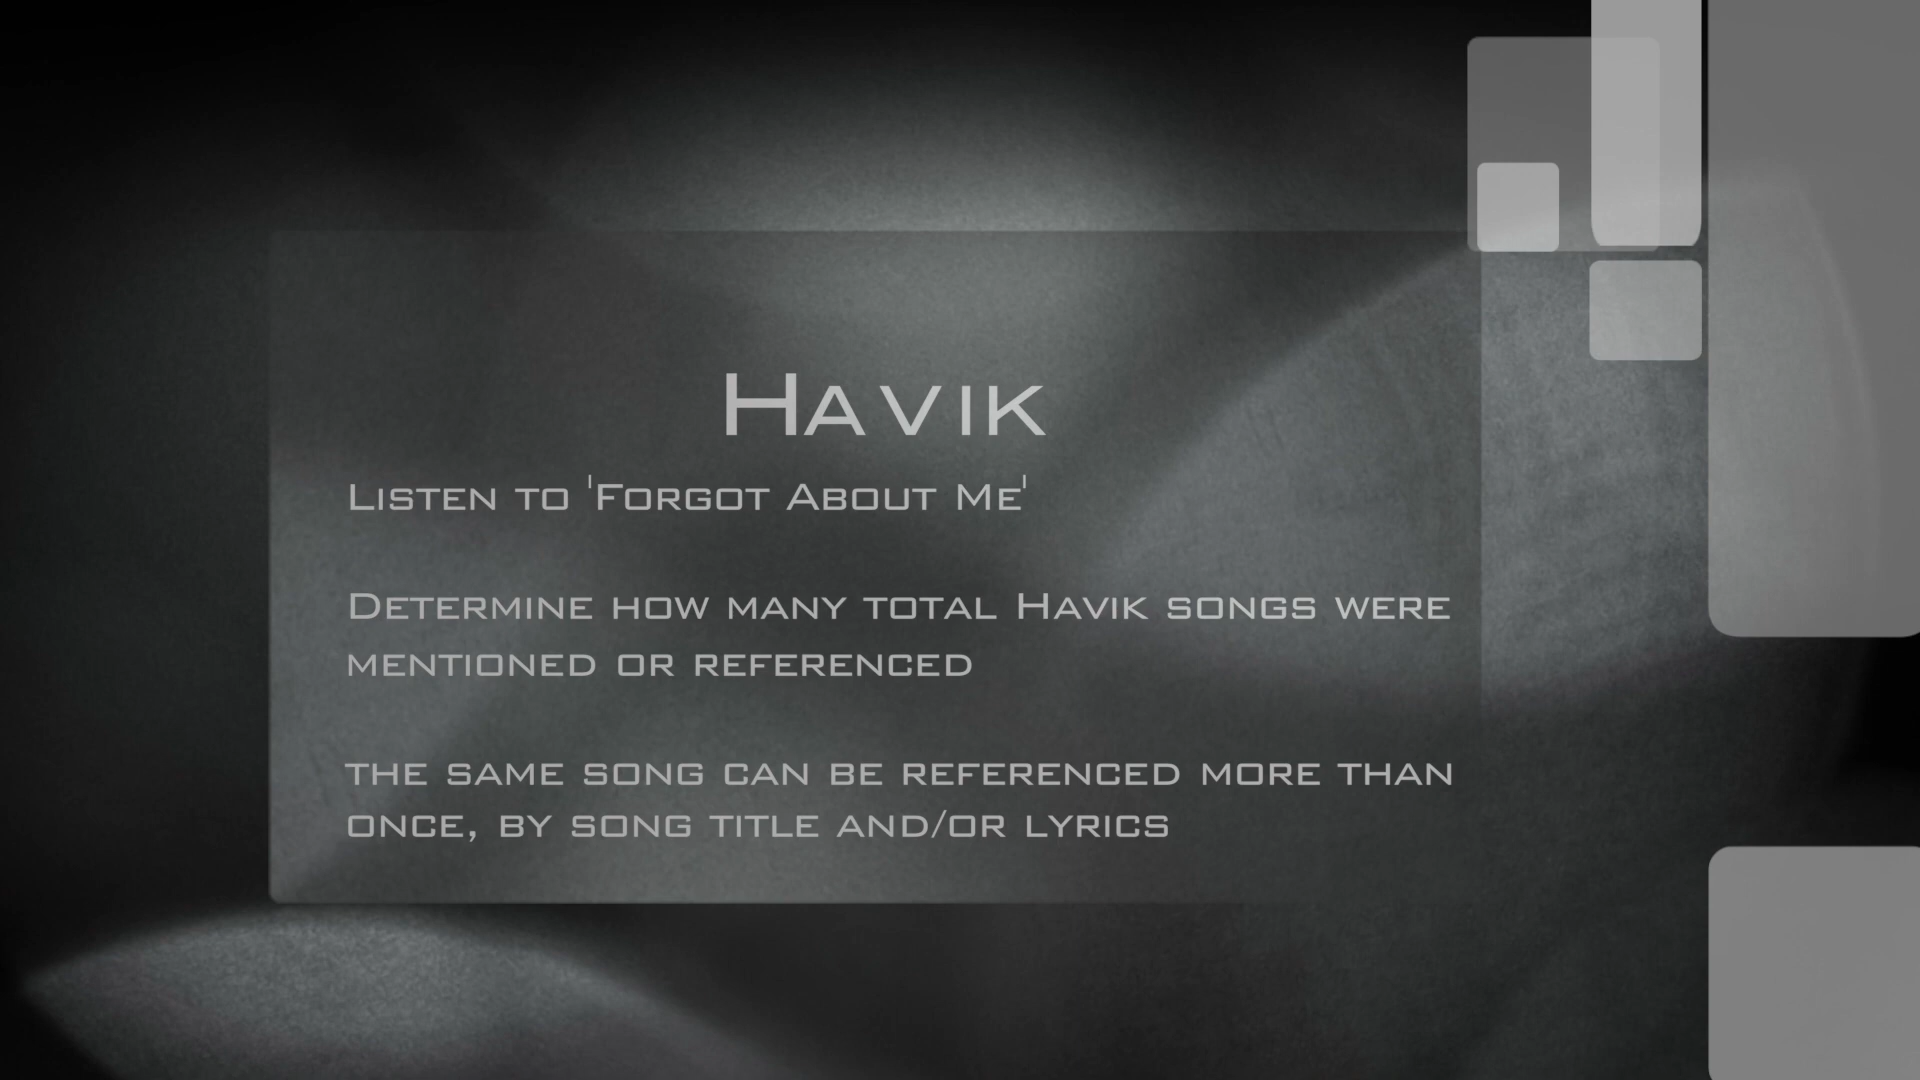 Havik
Listen to 'Forgot About Me'
Determine how many total Havik songs were
mentioned or referenced
the same song can be referenced more than
once, by song title and/or lyrics